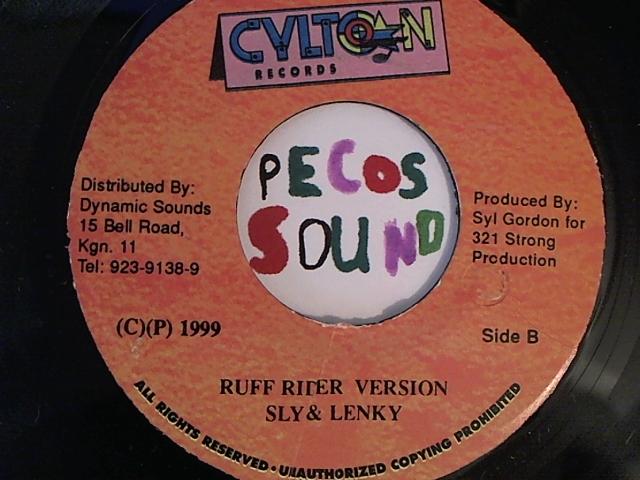 CYLTON
RECORDS
PECOS
SOUND
Distributed By:
Dynamic Sounds
15 Bell Road,
Kgn. 11
Tel: 923-9138-9
Produced By:
Syl Gordon for
321 Strong
Production
(C)(P) 1999
Side B
RUFF RIDER VERSION
SLY & LENKY
ALL RIGHTS RESERVED • UNAUTHORIZED COPYING PROHIBITED